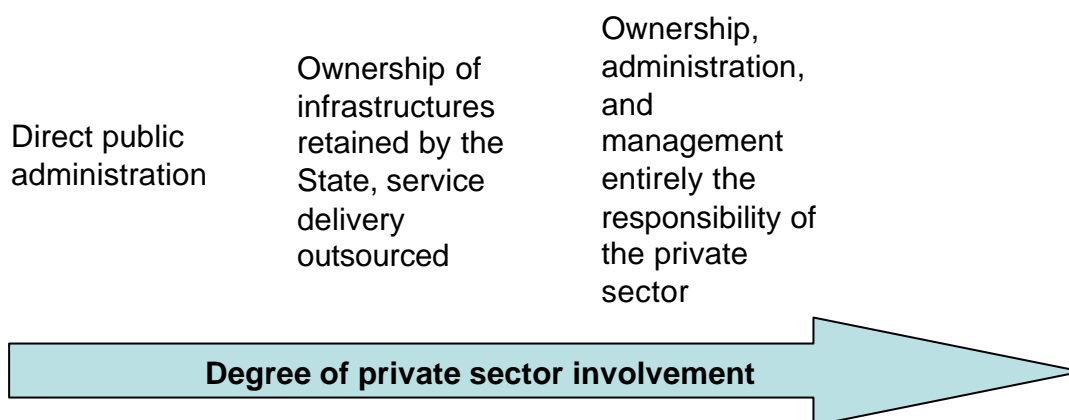 Direct public
administration
Ownership of
infrastructures
retained by the
State, service
delivery
outsourced
Ownership,
administration,
and
management
entirely the
responsibility of
the private
sector
Degree of private sector involvement